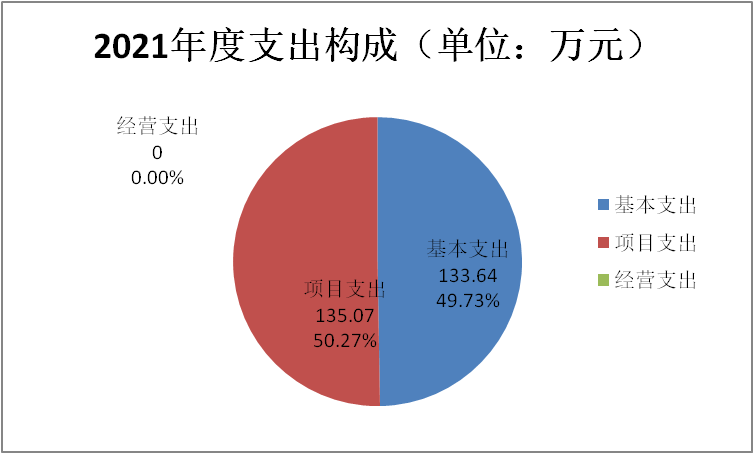 2021年度支出构成（单位：万元）
经营支出
0
0.00%
基本支出
133.64
49.73%
项目支出
135.07
50.27%
基本支出
项目支出
经营支出